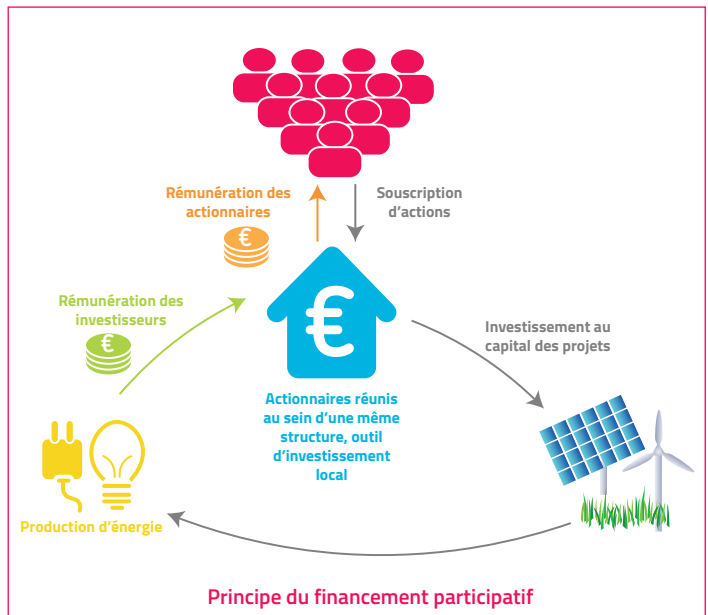 Rémunération des
actionnaires
€
Souscription
d'actions
Rémunération des
investisseurs
€
€
Investissement au
capital des projets
Actionnaires réunis
au sein d'une même
structure, outil
d'investissement
local
Production d'énergie
Principe du financement participatif